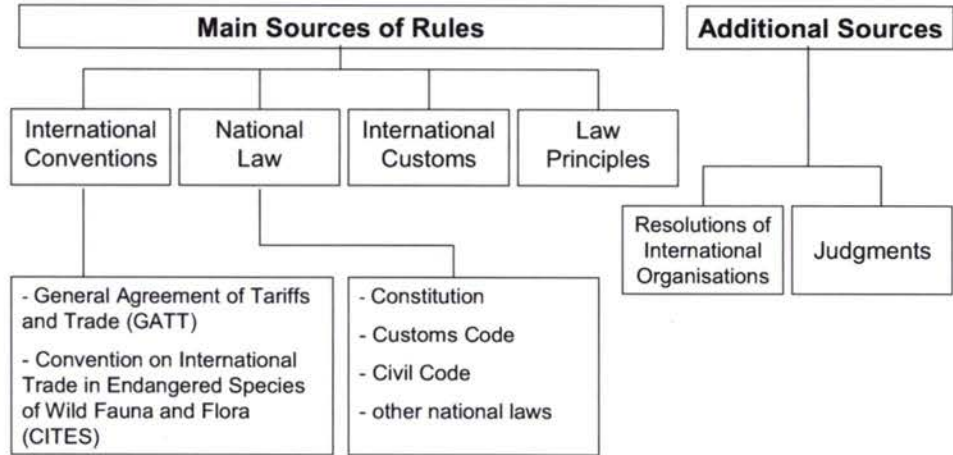 Main Sources of Rules
Additional Sources
International
Conventions
National
Law
International
Customs
Law
Principles
Resolutions of
International
Organisations
Judgments
- General Agreement of Tariffs
and Trade (GATT)
- Convention on International
Trade in Endangered Species
of Wild Fauna and Flora
(CITES)
- Constitution
- Customs Code
- Civil Code
- other national laws